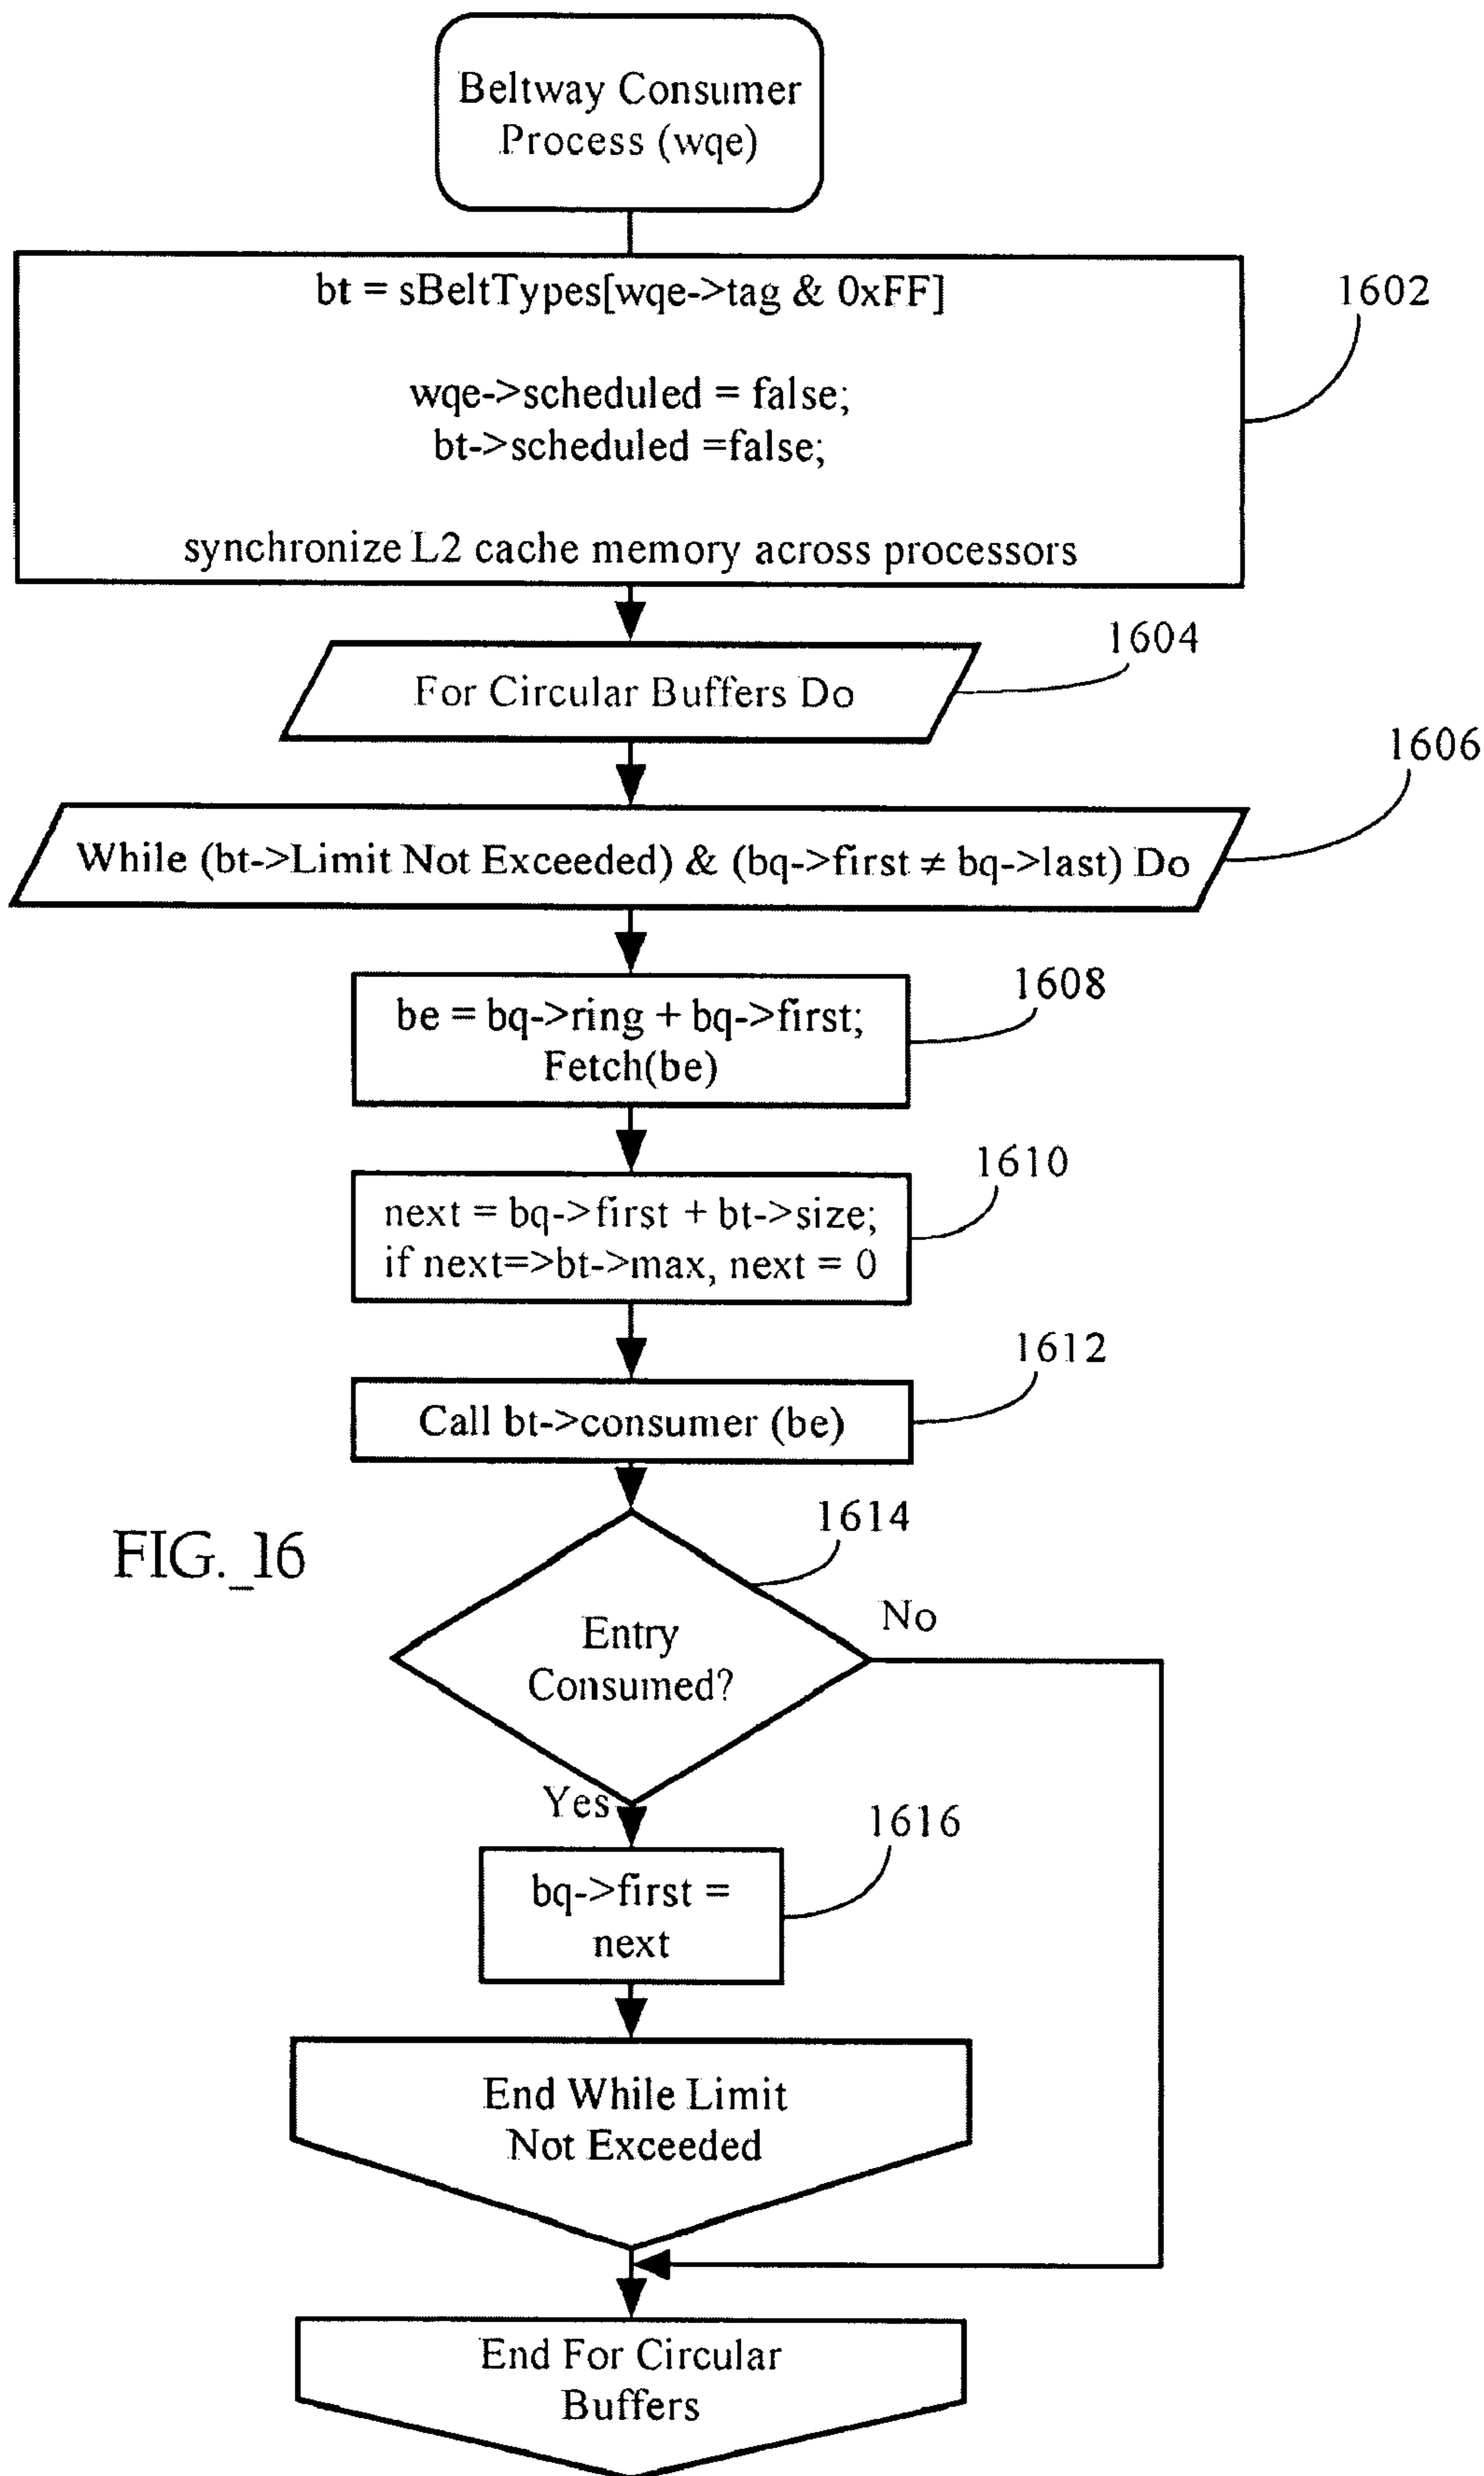 Beltway Consumer
Process (wqe)
bt = sBeltTypes[wqe->tag & 0xFF]
1602
wqe->scheduled = false;
bt->scheduled =false;
synchronize L2 cache memory across processors
1604
For Circular Buffers Do
1606
While (bt->Limit Not Exceeded) & (bq->first ≠ bq->last) Do
1608
be = bq->ring + bq->first;
Fetch(be)
1610
next = bq->first + bt->size;
if next=>bt->max, next = 0
1612
Call bt->consumer (be)
1614
FIG._16
No
Entry
Consumed?
Yes
1616
bq->first =
next
End While Limit
Not Exceeded
End For Circular
Buffers